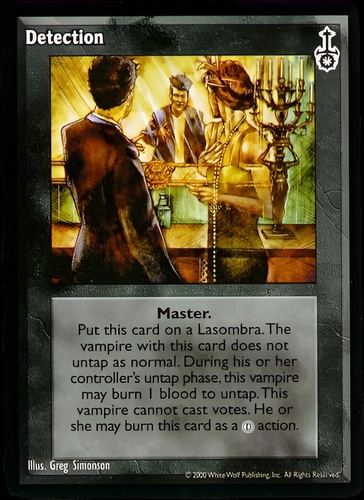 Detection
Master.
Put this card on a Lasombra. The
vampire with this card does not
untap as normal. During his or her
controller's untap phase, this vampire
may burn 1 blood to untap. This
vampire cannot cast votes. He or
she may burn this card as a Ⓓ action.
Illus. Greg Simonson
© 2000 White Wolf Publishing, Inc. All Rights Reserved.